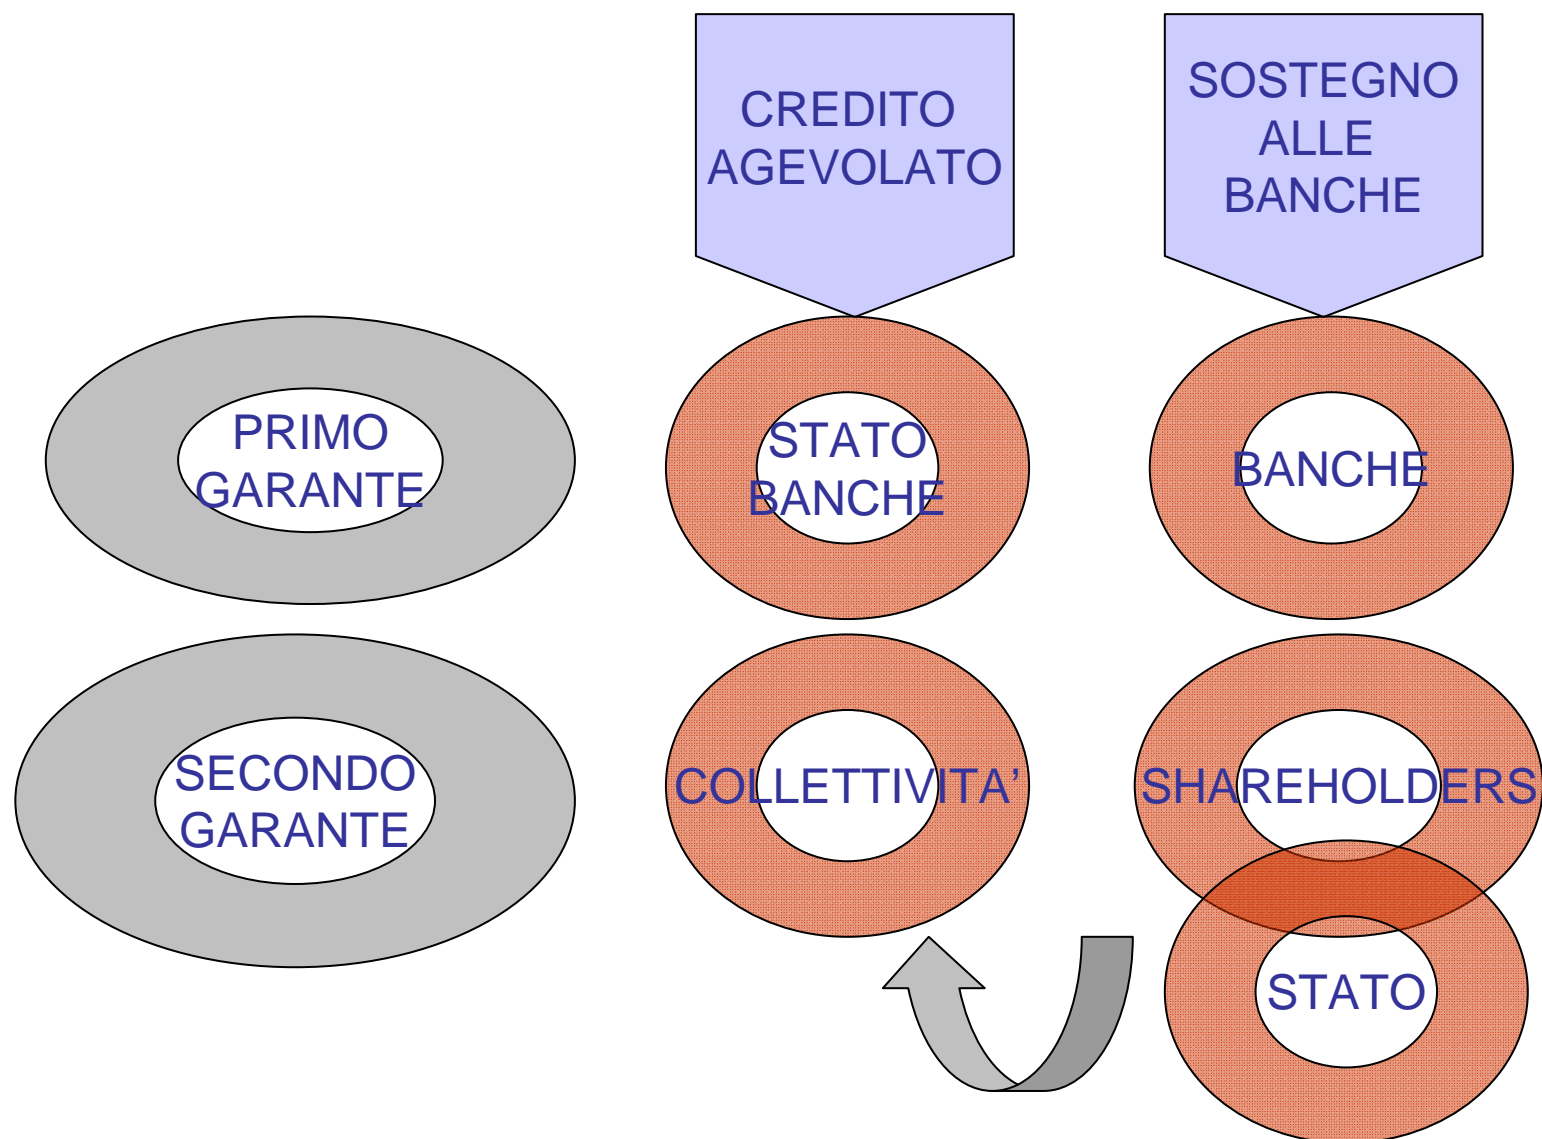 CREDITO
AGEVOLATO
SOSTEGNO
ALLE
BANCHE
PRIMO
GARANTE
STATO
BANCHE
BANCHE
SECONDO
GARANTE
COLLETTIVITA’
SHAREHOLDERS
STATO